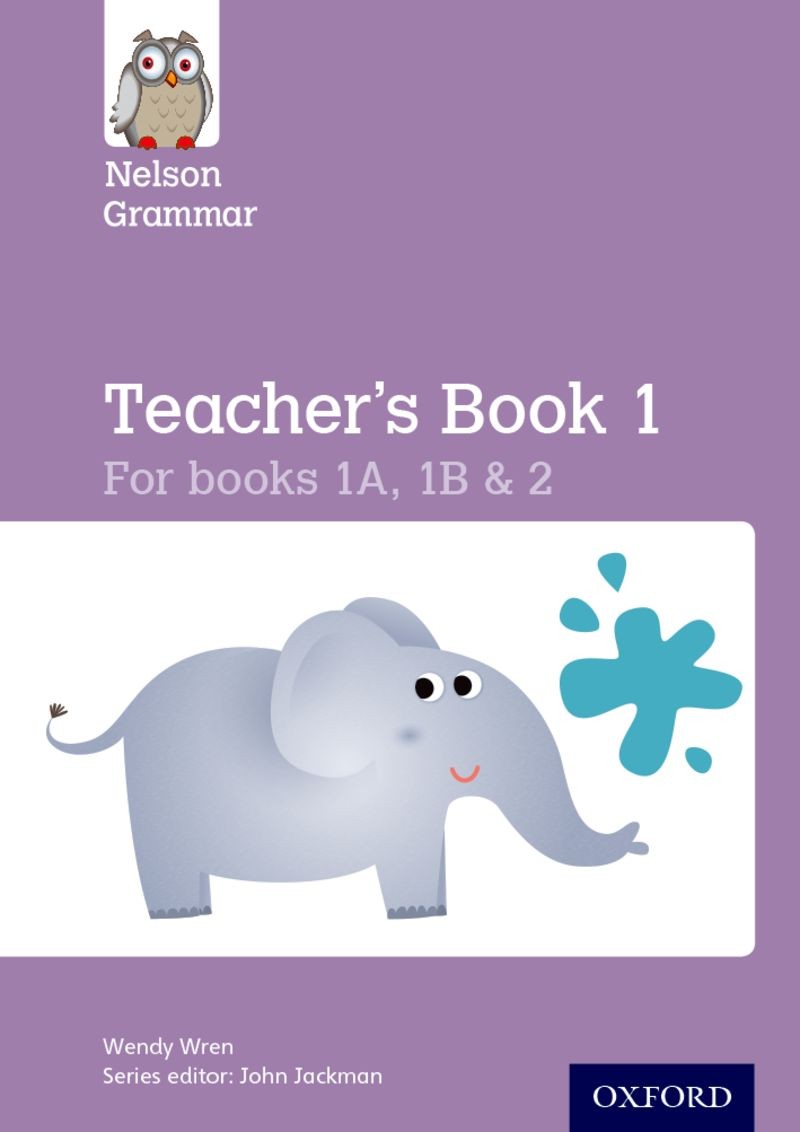 Nelson
Grammar
Teacher's Book 1
For books 1A, 1B & 2
Wendy Wren
Series editor: John Jackman
OXFORD